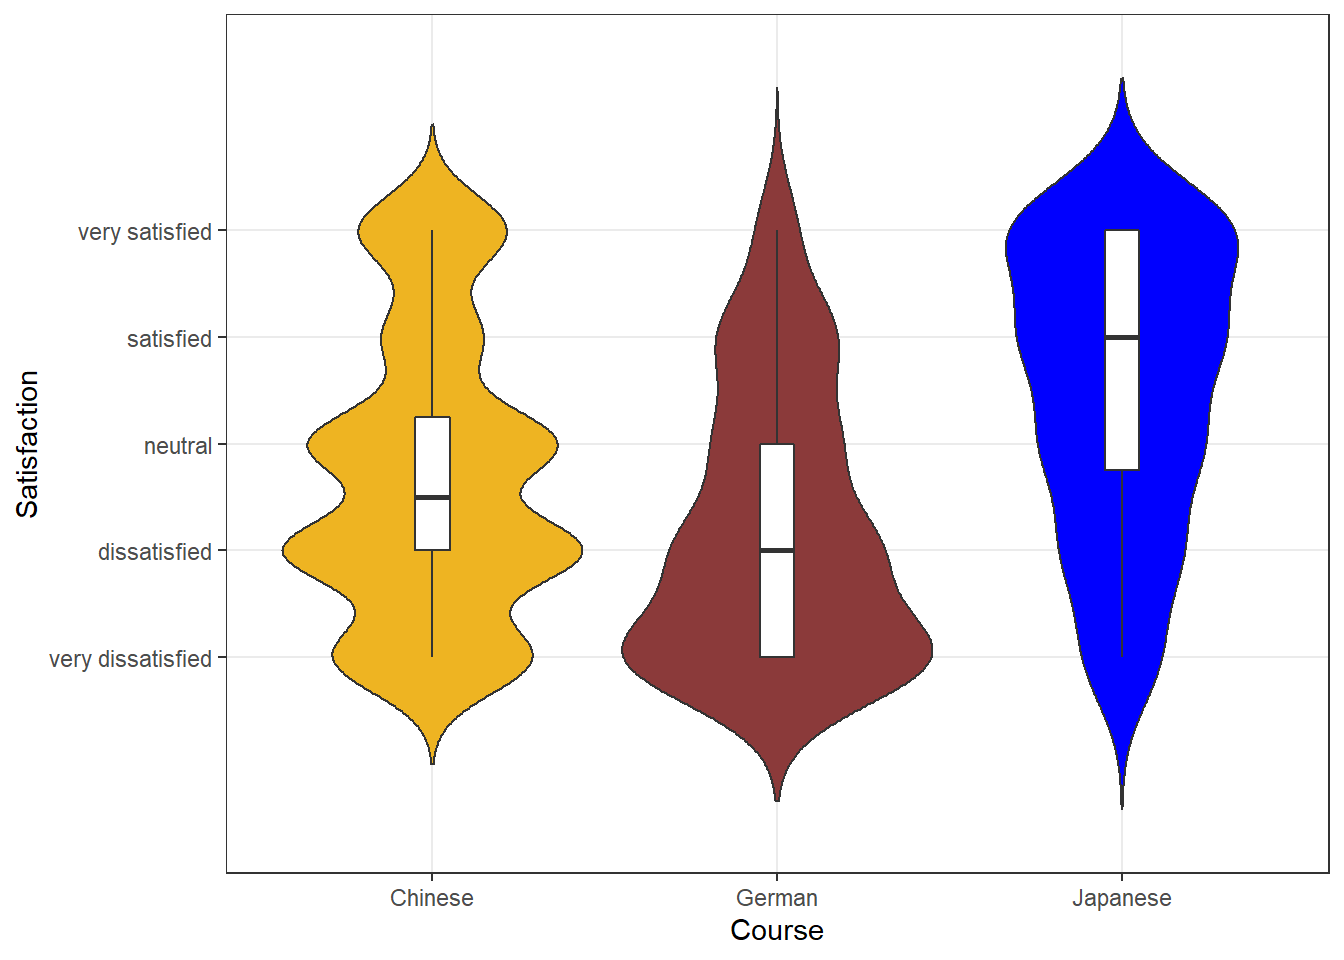 Satisfaction
very satisfied
satisfied
neutral
dissatisfied
very dissatisfied
Chinese German Japanese
Course